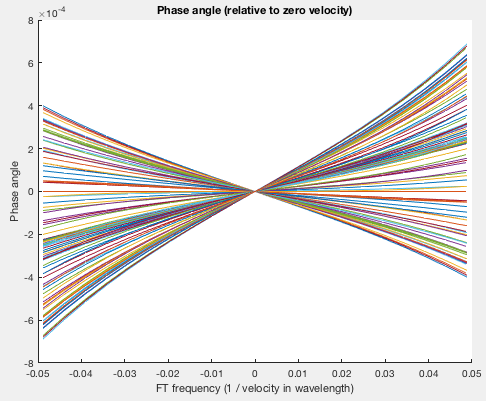 Phase angle (relative to zero velocity)
×10⁻⁴
8
6
4
2
0
-2
-4
-6
-8
Phase angle
-0.05 -0.04 -0.03 -0.02 -0.01 0 0.01 0.02 0.03 0.04 0.05
FT frequency (1 / velocity in wavelength)